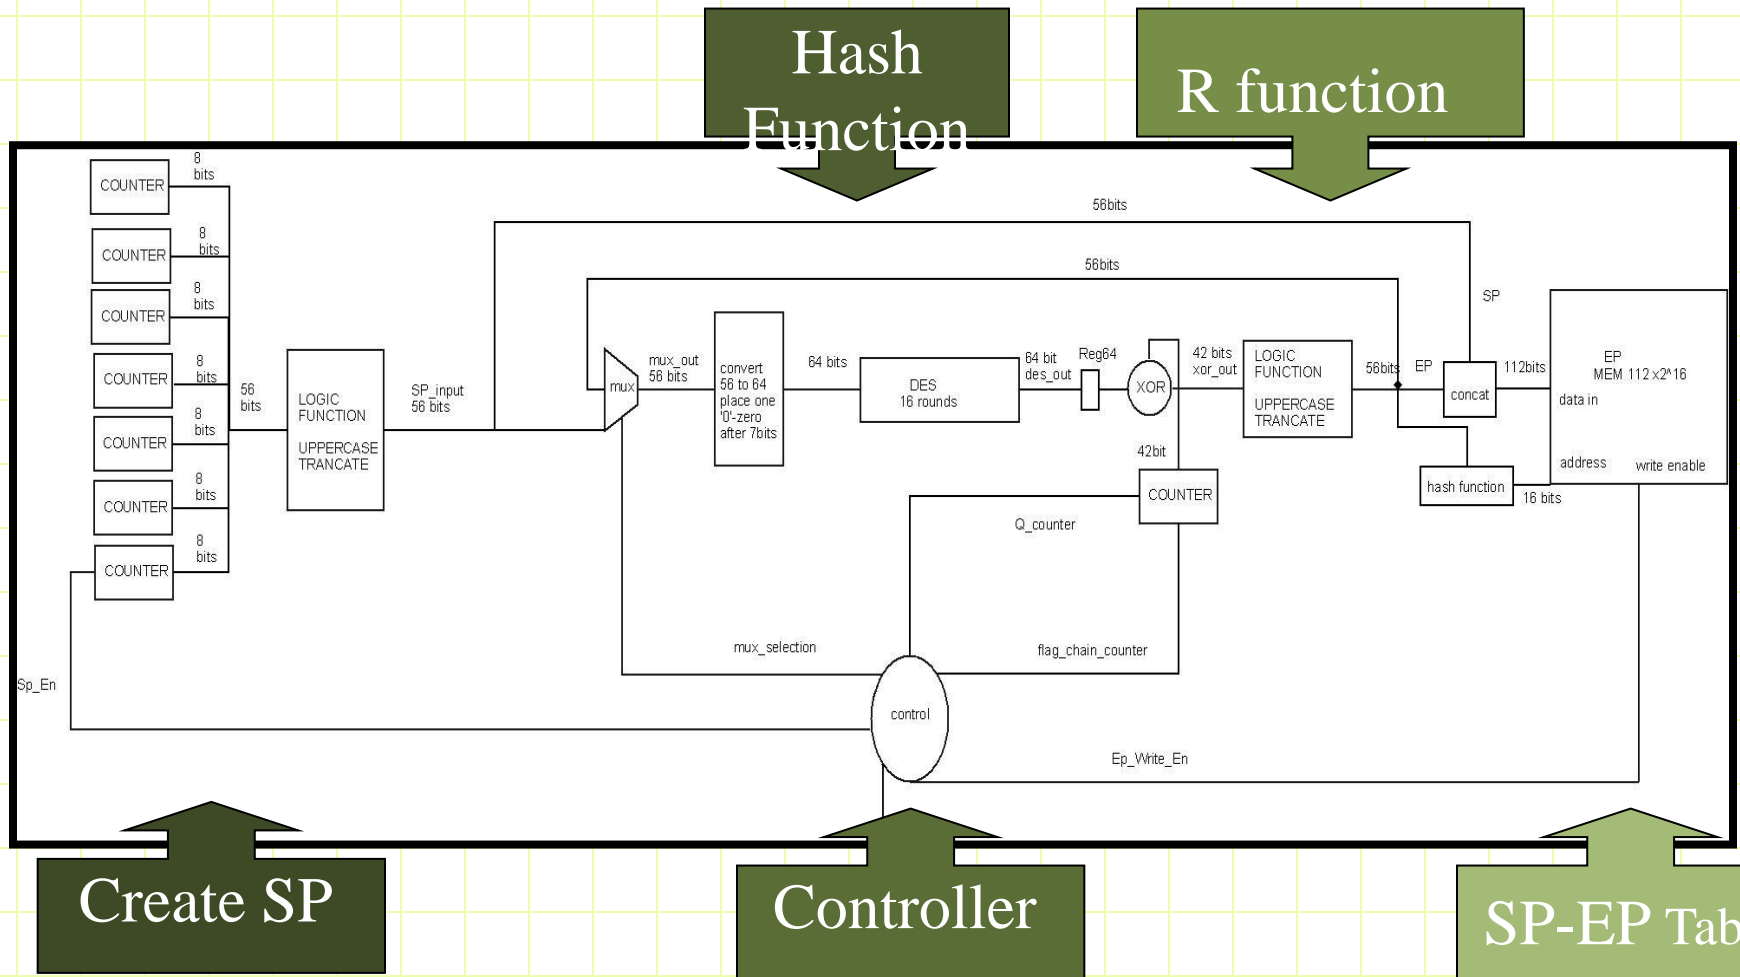 Hash
Function
R function
COUNTER
8
bits
COUNTER
8
bits
COUNTER
8
bits
COUNTER
8
bits
COUNTER
8
bits
COUNTER
8
bits
COUNTER
8
bits
56
bits
LOGIC
FUNCTION
UPPERCASE
TRANCATE
SP_input
56 bits
56bits
56bits
mux
mux_out
56 bits
convert
56 to 64
place one
'0'-zero
after 7bits
64 bits
DES
16 rounds
64 bit
des_out
Reg64
XOR
42 bits
xor_out
42bit
COUNTER
LOGIC
FUNCTION
UPPERCASE
TRANCATE
56bits
EP
SP
concat
112bits
EP
MEM 112 x2^16
data in
address
write enable
hash function
16 bits
Q_counter
mux_selection
flag_chain_counter
Sp_En
control
Ep_Write_En
Create SP
Controller
SP-EP Tab